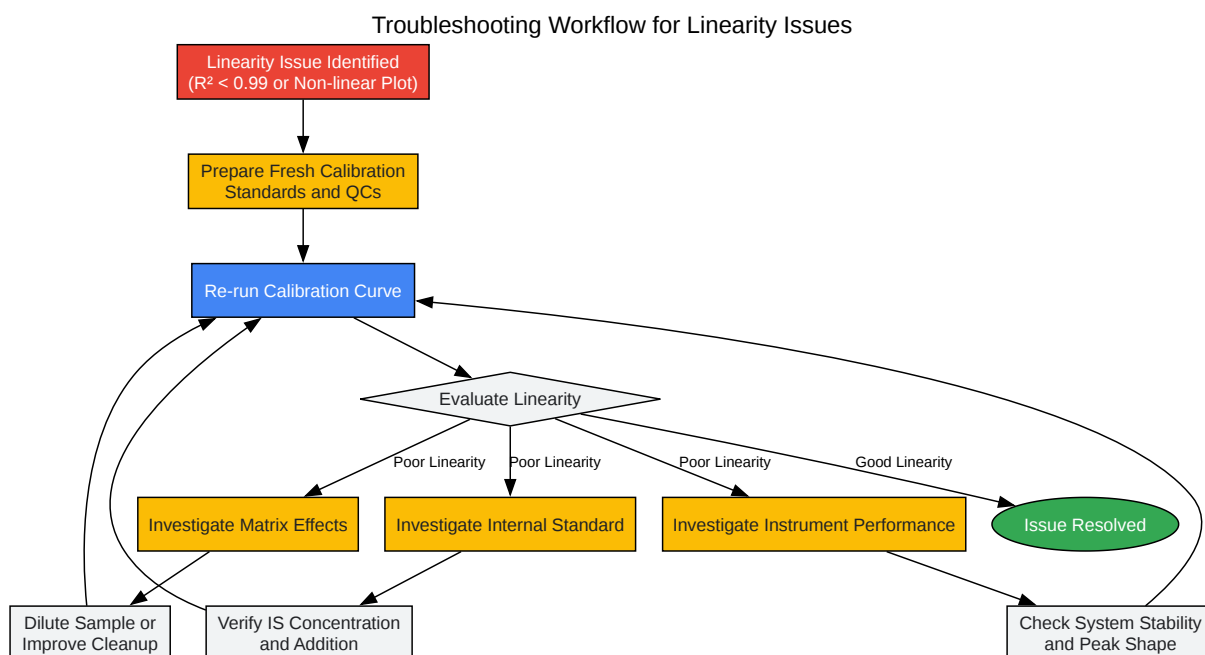 Troubleshooting Workflow for Linearity Issues
Linearity Issue Identified
(R² < 0.99 or Non-linear Plot)
Prepare Fresh Calibration
Standards and QCs
Re-run Calibration Curve
Evaluate Linearity
Poor Linearity
Poor Linearity
Poor Linearity
Good Linearity
Investigate Matrix Effects
Investigate Internal Standard
Investigate Instrument Performance
Issue Resolved
Dilute Sample or
Improve Cleanup
Verify IS Concentration
and Addition
Check System Stability
and Peak Shape